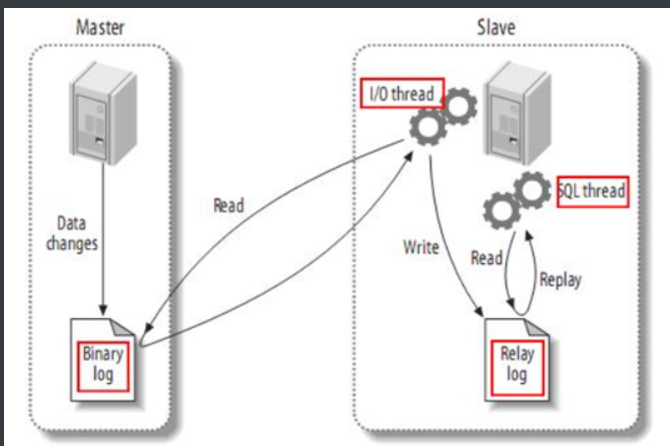 Master
Slave
I/O thread
SQL thread
Data
changes
Read
Write
Read
Replay
Binary
log
Relay
log